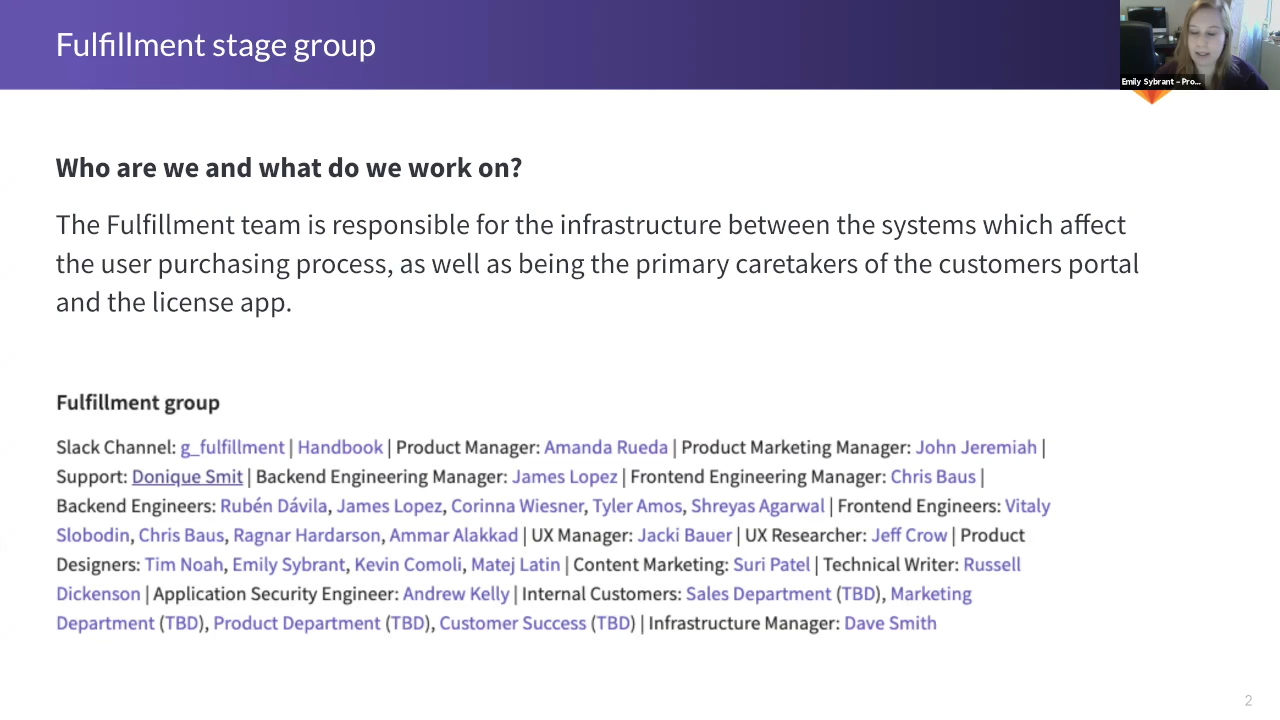 Fulfillment stage group
Emily Sybrant - Pro...
Who are we and what do we work on?
The Fulfillment team is responsible for the infrastructure between the systems which affect
the user purchasing process, as well as being the primary caretakers of the customers portal
and the license app.
Fulfillment group
Slack Channel: g_fulfillment | Handbook | Product Manager: Amanda Rueda | Product Marketing Manager: John Jeremiah |
Support: Donique Smit | Backend Engineering Manager: James Lopez | Frontend Engineering Manager: Chris Baus |
Backend Engineers: Rubén Dávila, James Lopez, Corinna Wiesner, Tyler Amos, Shreyas Agarwal | Frontend Engineers: Vitaly
Slobodin, Chris Baus, Ragnar Hardarson, Ammar Alakkad | UX Manager: Jacki Bauer | UX Researcher: Jeff Crow | Product
Designers: Tim Noah, Emily Sybrant, Kevin Comoli, Matej Latin | Content Marketing: Suri Patel | Technical Writer: Russell
Dickenson | Application Security Engineer: Andrew Kelly | Internal Customers: Sales Department (TBD), Marketing
Department (TBD), Product Department (TBD), Customer Success (TBD) | Infrastructure Manager: Dave Smith
2